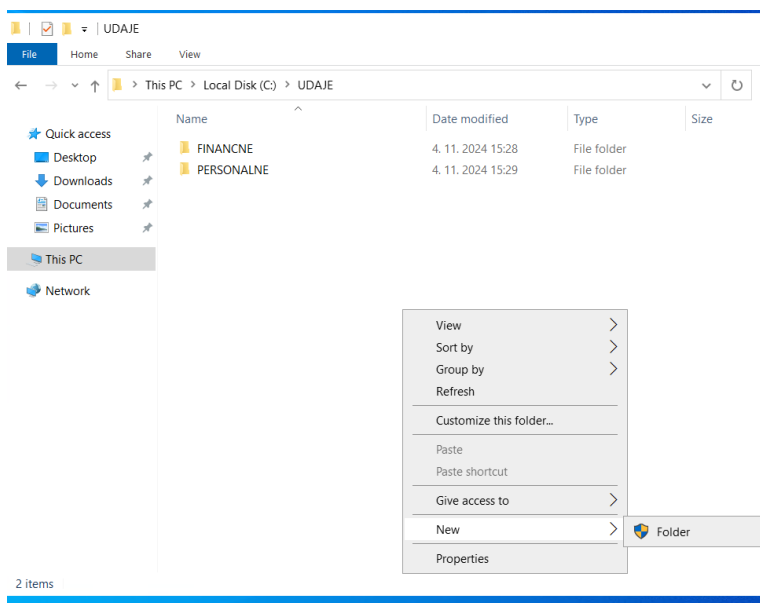 UDAJE
File Home Share View
This PC Local Disk (C:) UDAJE
Name Date modified Type Size
Quick access
Desktop
Downloads
Documents
Pictures
This PC
Network
FINANCNE 4. 11. 2024 15:28 File folder
PERSONALNE 4. 11. 2024 15:29 File folder
View
Sort by
Group by
Refresh
Customize this folder...
Paste
Paste shortcut
Give access to
New
Folder
Properties
2 items